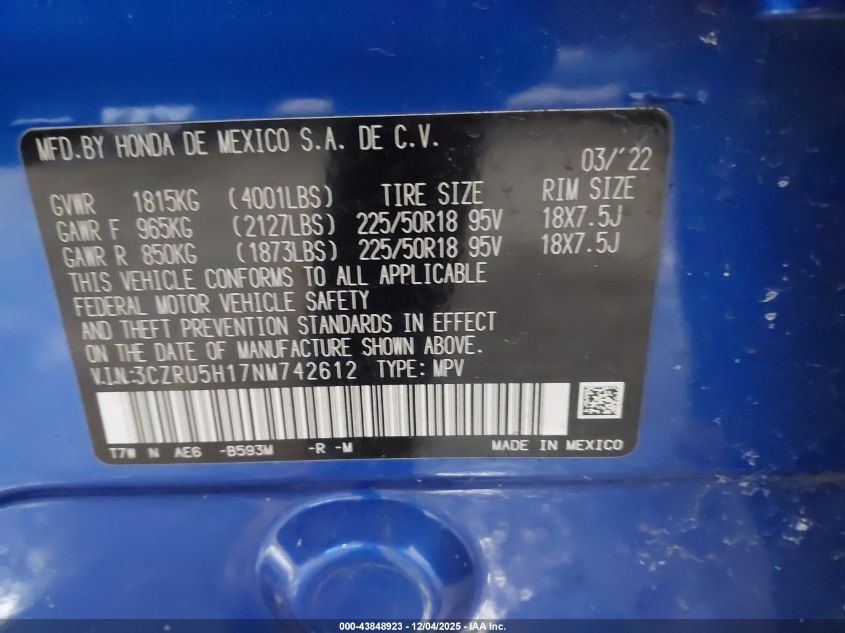 MFD.BY HONDA DE MEXICO S.A. DE C.V.
03/'22
GVWR 1815KG (4001LBS) TIRE SIZE RIM SIZE
GAWR F 965KG (2127LBS) 225/50R18 95V 18X7.5J
GAWR R 850KG (1873LBS) 225/50R18 95V 18X7.5J
THIS VEHICLE CONFORMS TO ALL APPLICABLE
FEDERAL MOTOR VEHICLE SAFETY
AND THEFT PREVENTION STANDARDS IN EFFECT
ON THE DATE OF MANUFACTURE SHOWN ABOVE.
V.I.N:3CZRU5H17NM742612 TYPE: MPV
T7W N AE6 -B593M -R -M MADE IN MEXICO
000-43848923 - 12/04/2025 - IAA Inc.